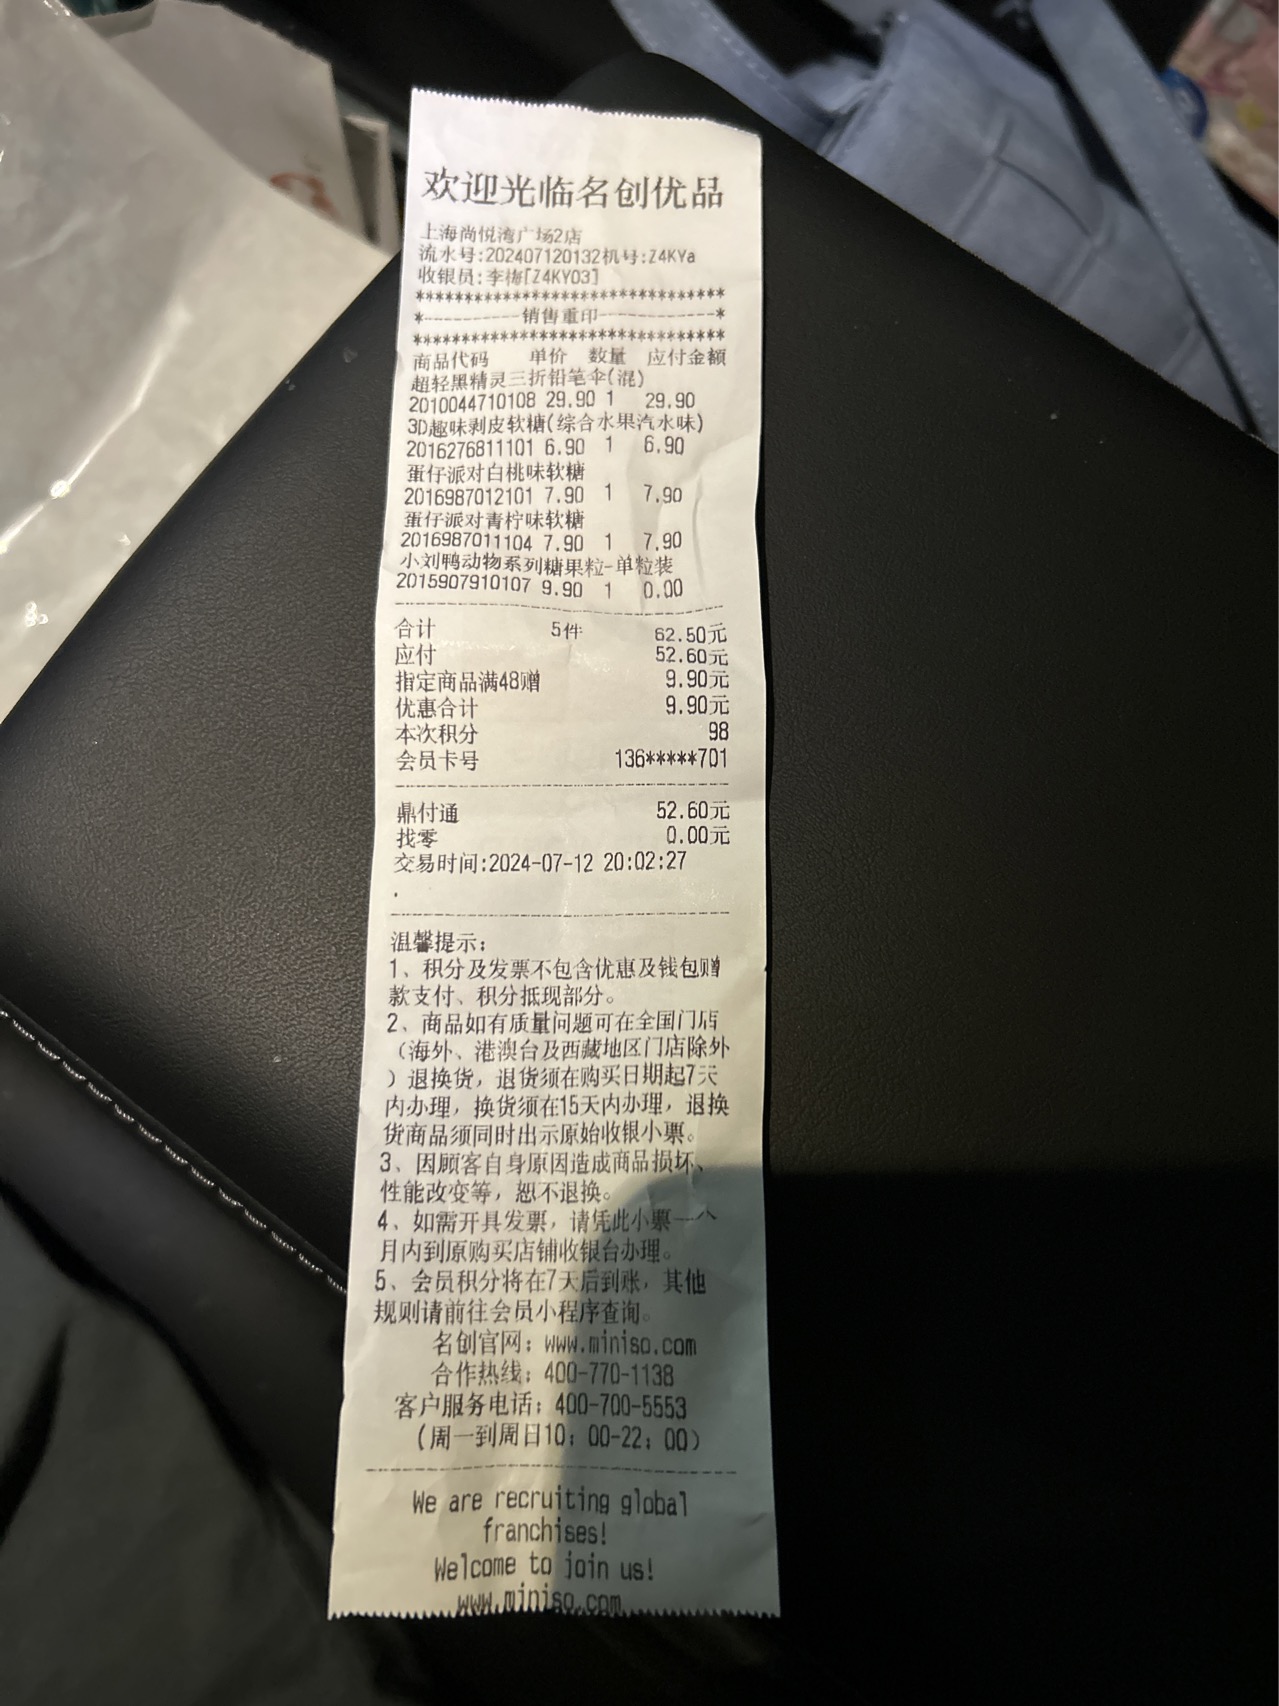 欢迎光临名创优品
上海尚悦湾广场2店
流水号:202407120132机号:Z4KYa
收银员:李梅[Z4KY03]
********************************
*-----------销售重印--------------*
********************************
商品代码 单价 数量 应付金额
超轻黑精灵三折铅笔伞(混)
2010044710108 29.90 1 29.90
3D趣味剥皮软糖(综合水果汽水味)
2016276811101 6.90 1 6.90
蛋仔派对白桃味软糖
2016987012101 7.90 1 7.90
蛋仔派对青柠味软糖
2016987011104 7.90 1 7.90
小刘鸭动物系列糖果粒-单粒装
2015907910107 9.90 1 0.00
合计 5件 62.50元
应付 52.60元
指定商品满48赠 9.90元
优惠合计 9.90元
本次积分 98
会员卡号 136*****701
鼎付通 52.60元
找零 0.00元
交易时间:2024-07-12 20:02:27
.
温馨提示：
1、积分及发票不包含优惠及钱包赠
款支付、积分抵现部分。
2、商品如有质量问题可在全国门店
（海外、港澳台及西藏地区门店除外
）退换货，退货须在购买日期起7天
内办理，换货须在15天内办理，退换
货商品须同时出示原始收银小票。
3、因顾客自身原因造成商品损坏、
性能改变等，恕不退换。
4、如需开具发票，请凭此小票一个
月内到原购买店铺收银台办理。
5、会员积分将在7天后到账，其他
规则请前往会员小程序查询。
名创官网：www.miniso.com
合作热线：400-770-1138
客户服务电话：400-700-5553
(周一到周日10：00-22：00)
We are recruiting global
franchises!
Welcome to join us!
www.miniso.com